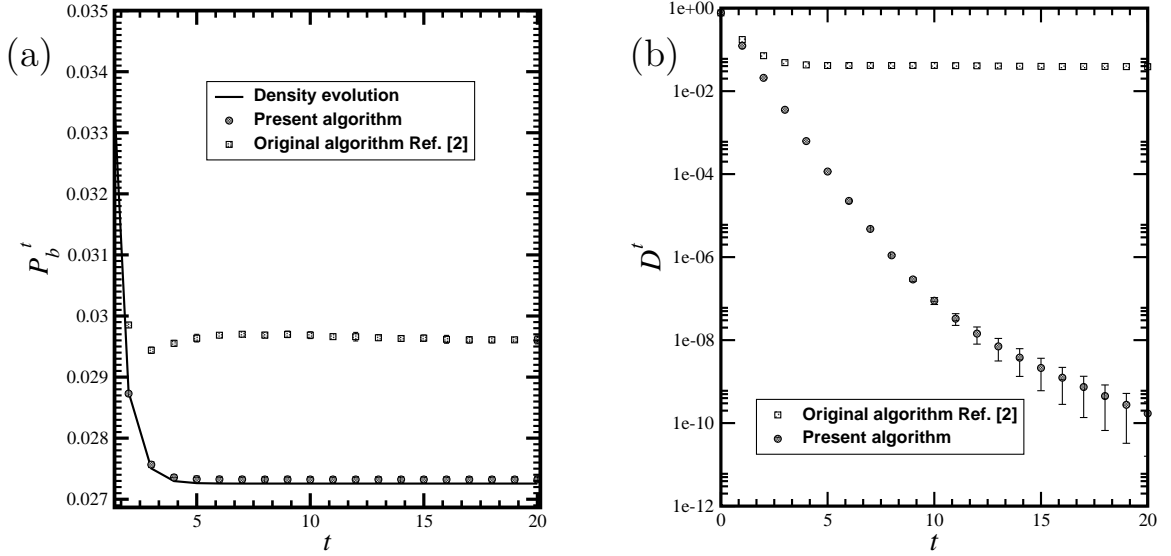 (a)
0.035
0.034
0.033
0.032
0.031
0.03
0.029
0.028
0.027
P_b^t
Density evolution
Present algorithm
Original algorithm Ref. [2]
5 10 15 20
t
(b)
1e+00
1e-02
1e-04
1e-06
1e-08
1e-10
1e-12
D^t
Original algorithm Ref. [2]
Present algorithm
0 5 10 15 20
t